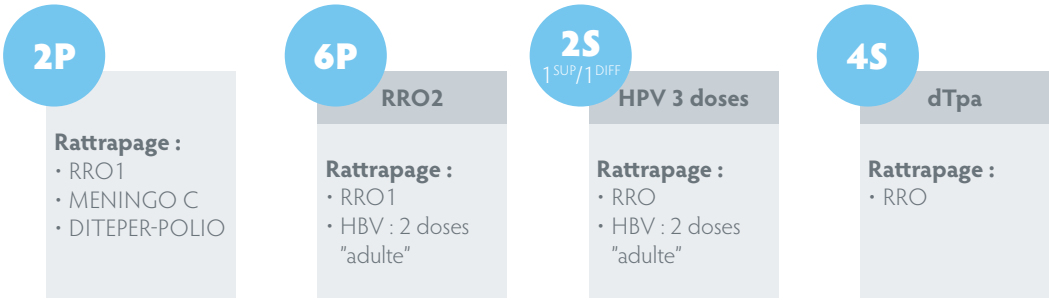 2P
Rattrapage :
• RRO1
• MENINGO C
• DITEPER-POLIO
6P
RRO2
Rattrapage :
• RRO1
• HBV : 2 doses
"adulte"
2S
1SUP/1DIFF
HPV 3 doses
Rattrapage :
• RRO
• HBV : 2 doses
"adulte"
4S
dTpa
Rattrapage :
• RRO